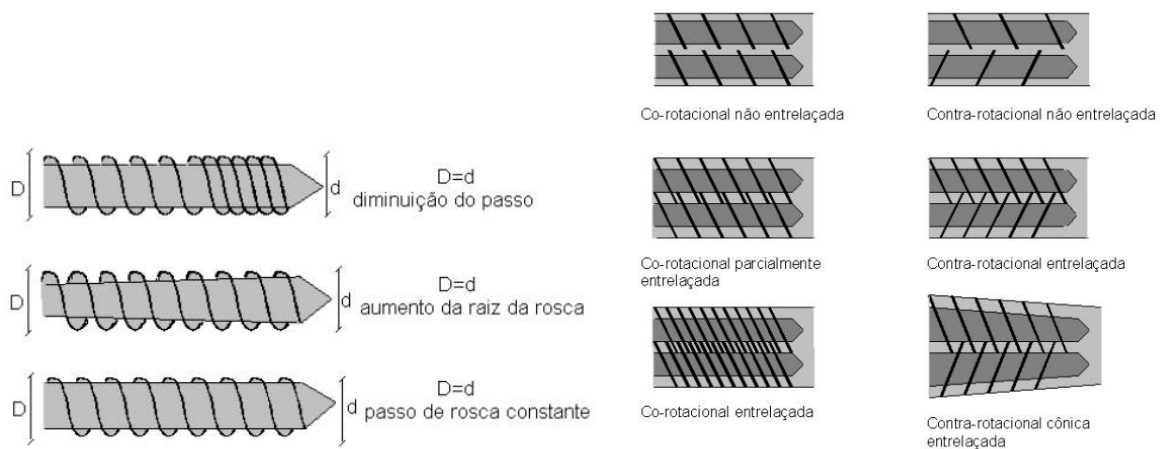 D
d
D=d
diminuição do passo
D
d
D=d
aumento da raiz da rosca
D
d
D=d
passo de rosca constante
Co-rotacional não entrelaçada
Contra-rotacional não entrelaçada
Co-rotacional parcialmente
entrelaçada
Contra-rotacional entrelaçada
Co-rotacional entrelaçada
Contra-rotacional cônica
entrelaçada